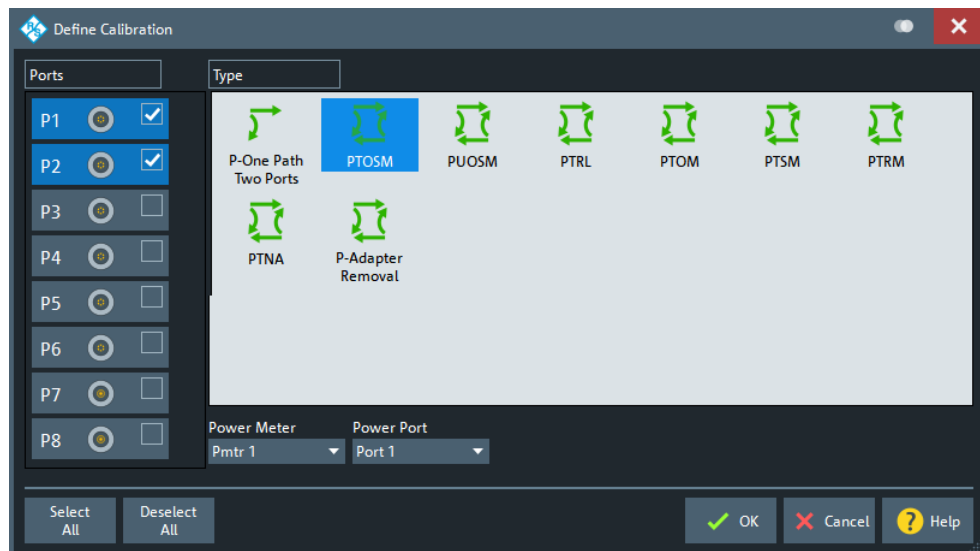 R&S Define Calibration
Ports
Type
P1
P2
P3
P4
P5
P6
P7
P8
P-One Path
Two Ports
PTOSM
PUOSM
PTRL
PTOM
PTSM
PTRM
PTNA
P-Adapter
Removal
Power Meter
Power Port
Pmtr 1
Port 1
Select
All
Deselect
All
OK
Cancel
? Help